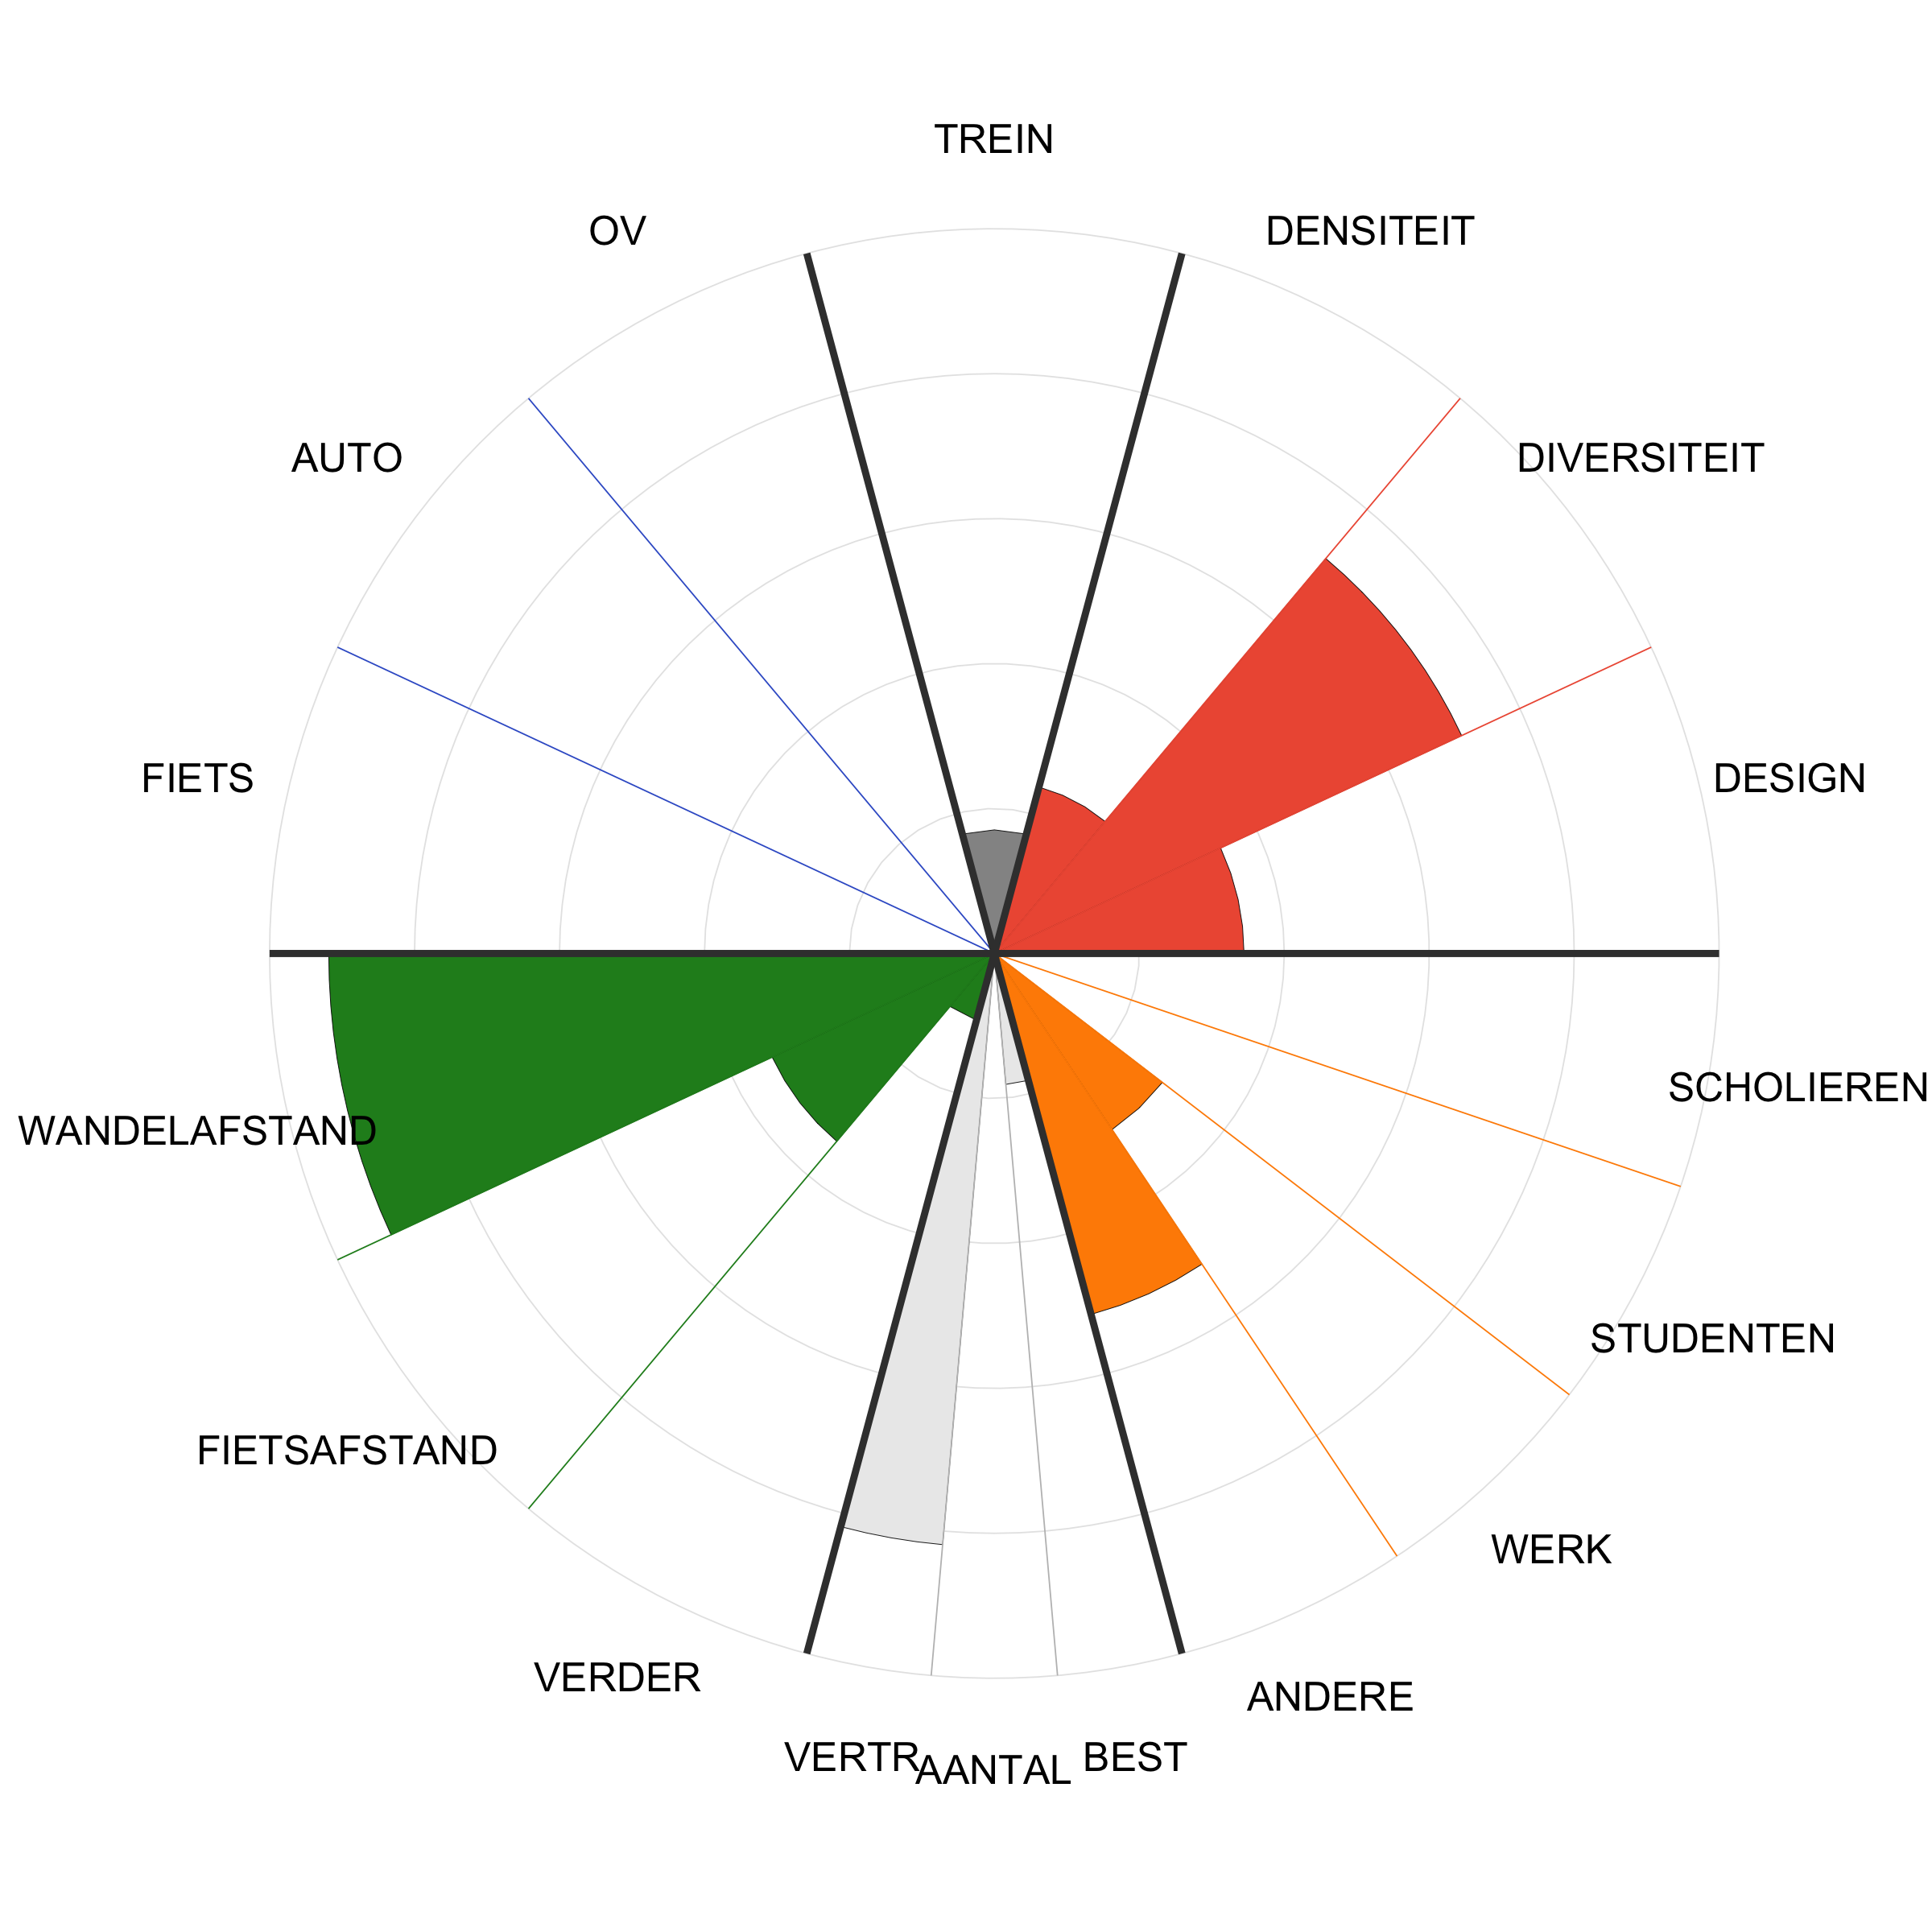 TREIN
OV
DENSITEIT
AUTO
DIVERSITEIT
FIETS
DESIGN
SCHOLIEREN
WANDELAFSTAND
STUDENTEN
FIETSAFSTAND
WERK
VERDER
ANDERE
VERTR
AANTAL
BEST